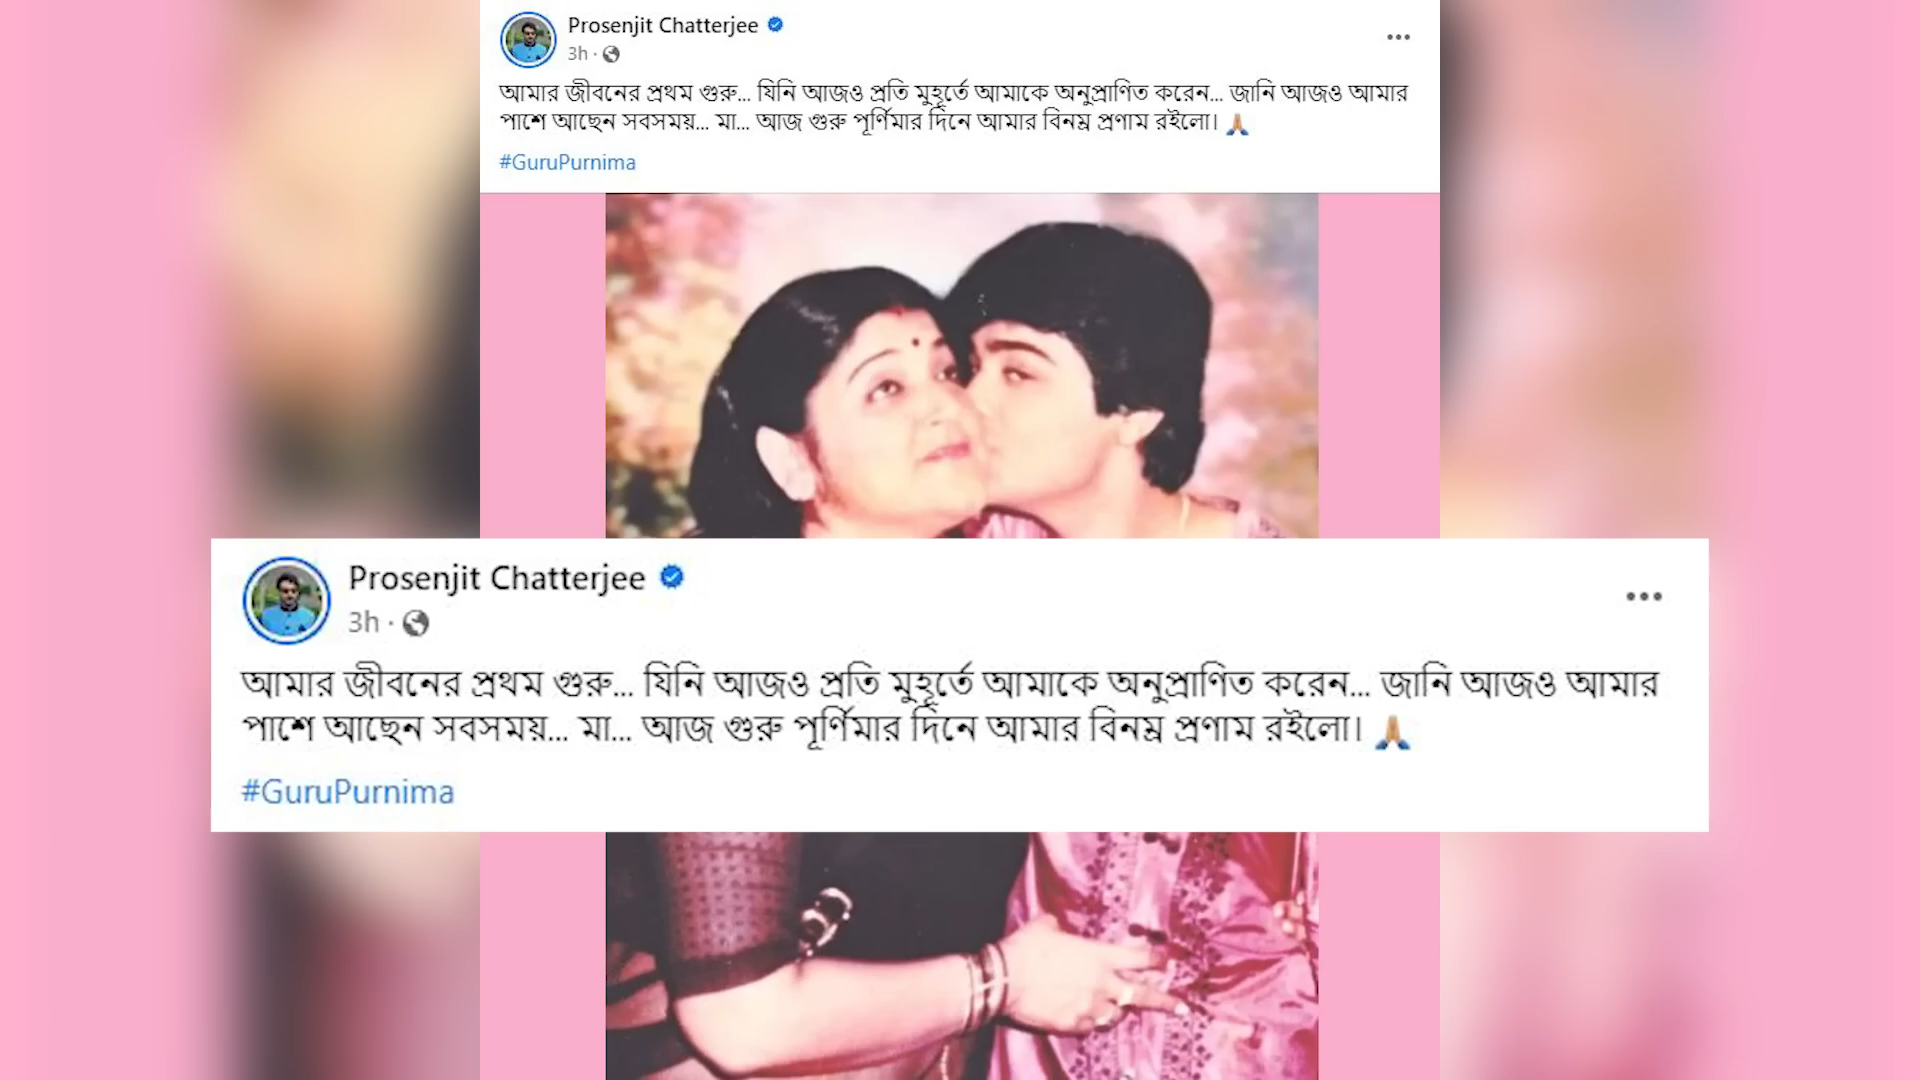 Prosenjit Chatterjee
3h ·
আমার জীবনের প্রথম গুরু... যিনি আজও প্রতি মুহূর্তে আমাকে অনুপ্রাণিত করেন... জানি আজও আমার
পাশে আছেন সবসময়... মা... আজ গুরু পূর্ণিমার দিনে আমার বিনম্র প্রণাম রইলো। 🙏🏽
#GuruPurnima
Prosenjit Chatterjee
3h ·
আমার জীবনের প্রথম গুরু... যিনি আজও প্রতি মুহূর্তে আমাকে অনুপ্রাণিত করেন... জানি আজও আমার
পাশে আছেন সবসময়... মা... আজ গুরু পূর্ণিমার দিনে আমার বিনম্র প্রণাম রইলো। 🙏🏽
#GuruPurnima